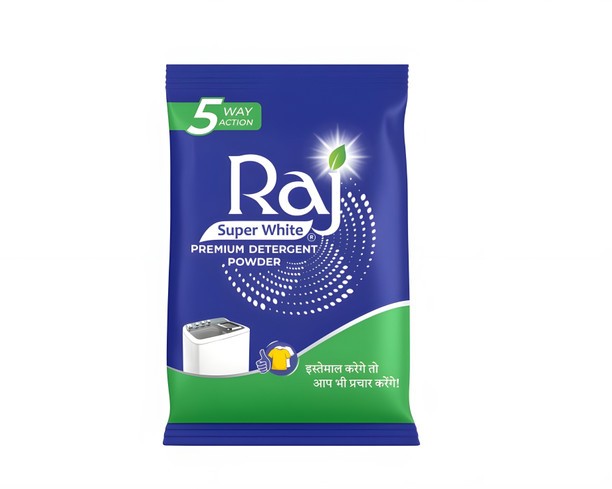 5 WAY
ACTION
Raj
Super White
®
PREMIUM DETERGENT
POWDER
इस्तेमाल करेगे तो
आप भी प्रचार करेंगे!